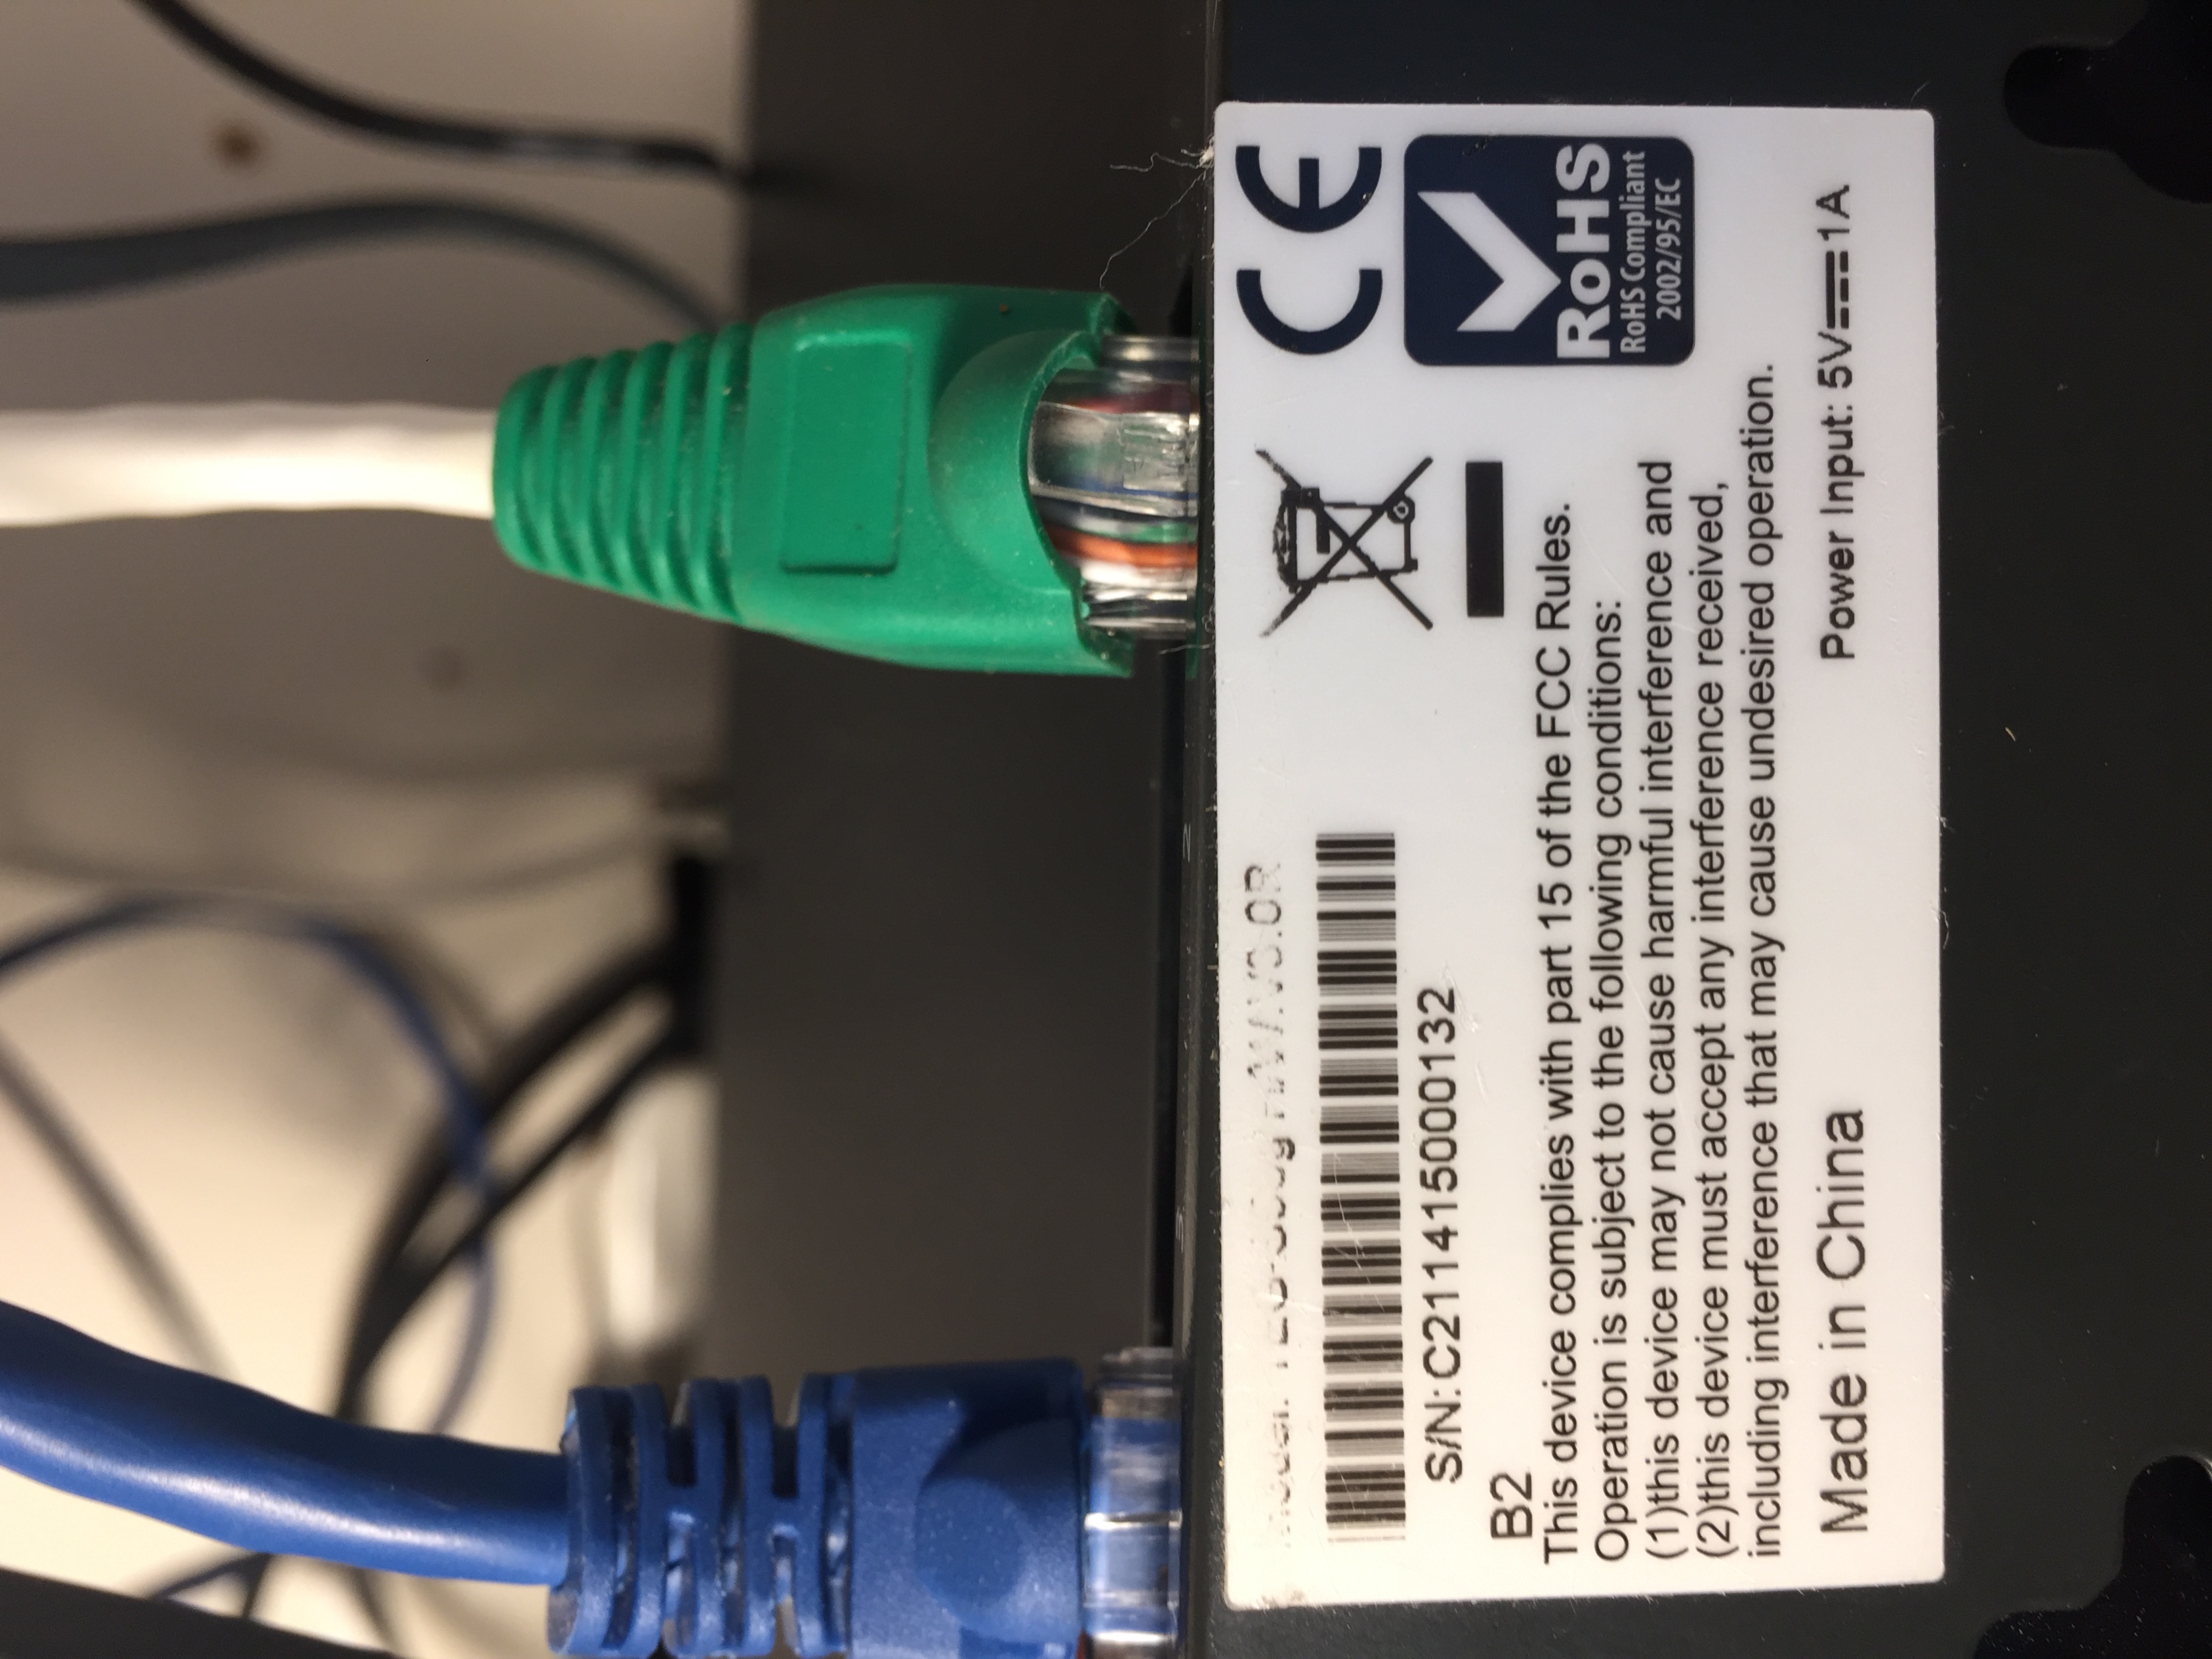 S/N:C211415000132
B2
This device complies with part 15 of the FCC Rules.
Operation is subject to the following conditions:
(1)this device may not cause harmful interference and
(2)this device must accept any interference received,
including interference that may cause undesired operation.
Made in China
Power Input: 5V⎓1A
CE
RoHS
RoHS Compliant
2002/95/EC
2